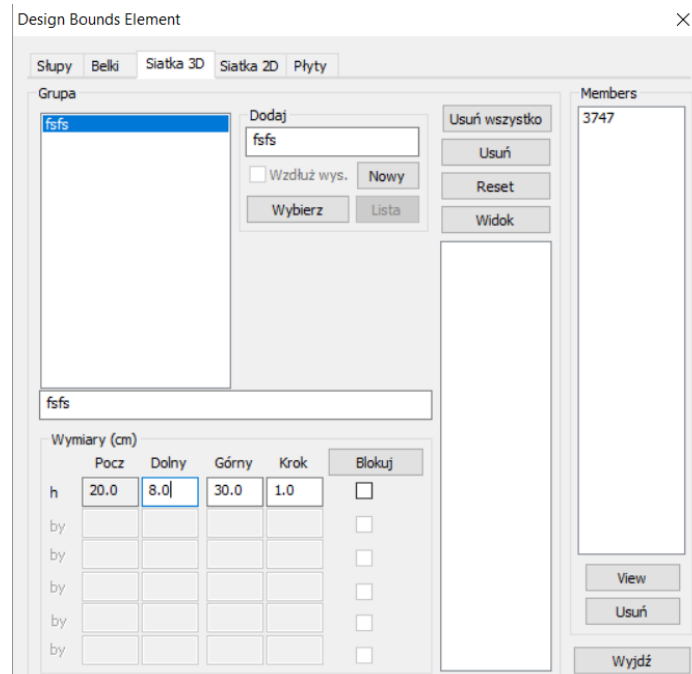 Design Bounds Element
Słupy Belki Siatka 3D Siatka 2D Płyty
Grupa
fsfs
Dodaj
fsfs
Wzdłuż wys. Nowy
Wybierz Lista
Usuń wszystko
Usuń
Reset
Widok
Members
3747
fsfs
Wymiary (cm)
Pocz Dolny Górny Krok Blokuj
h 20.0 8.0 30.0 1.0
by
by
by
by
by
View
Usuń
Wyjdź